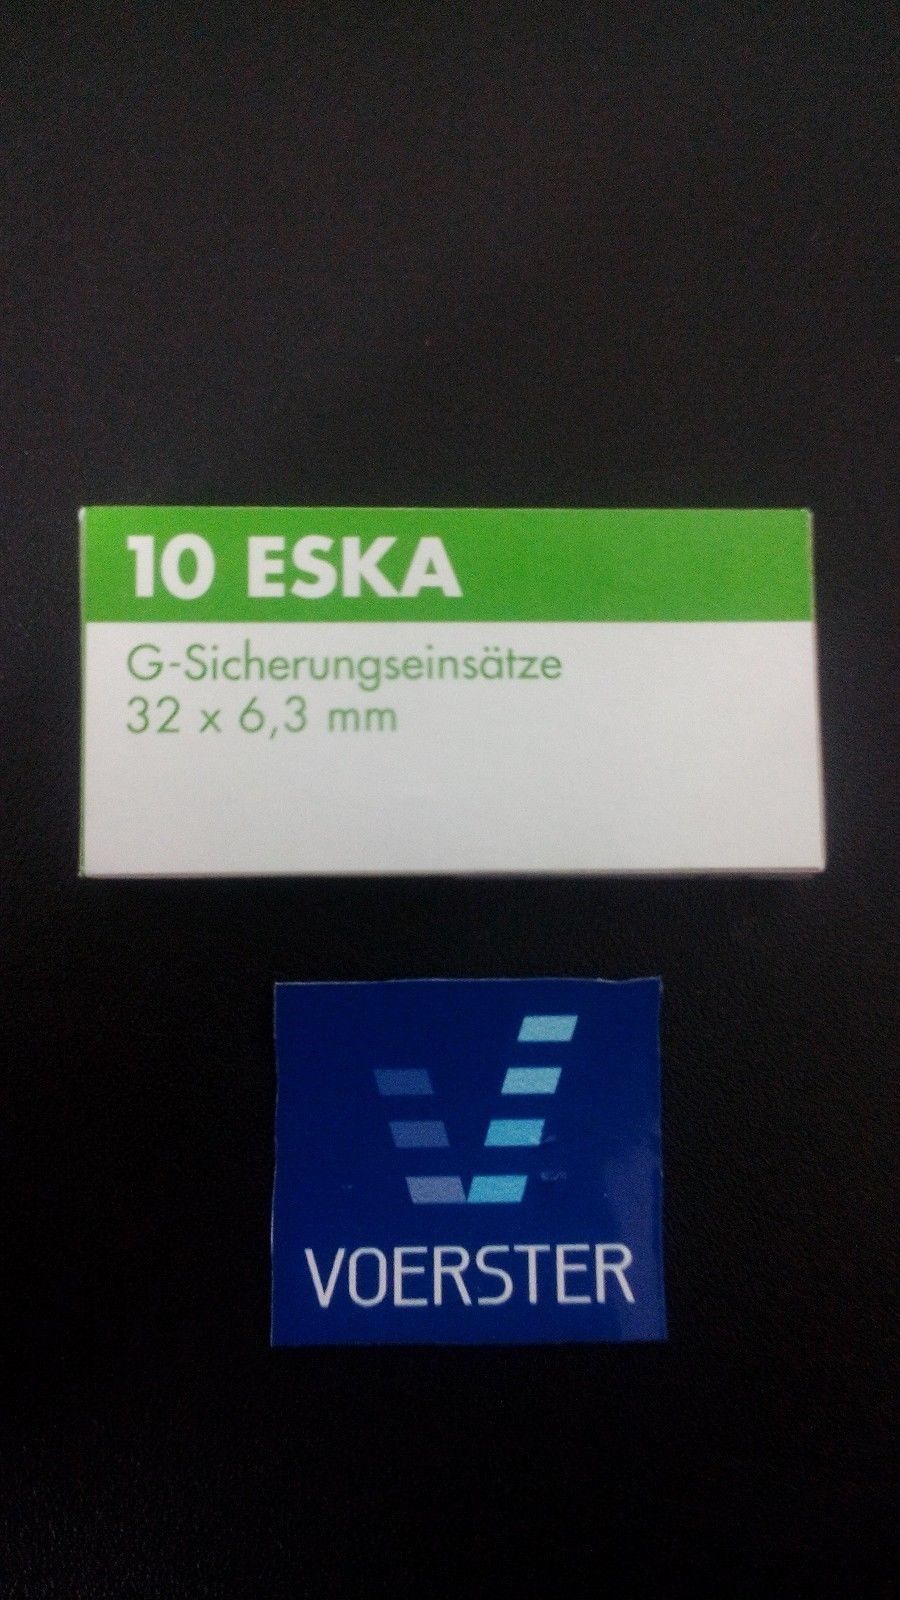 10 ESKA
G-Sicherungseinsätze
32 x 6,3 mm
VOERSTER